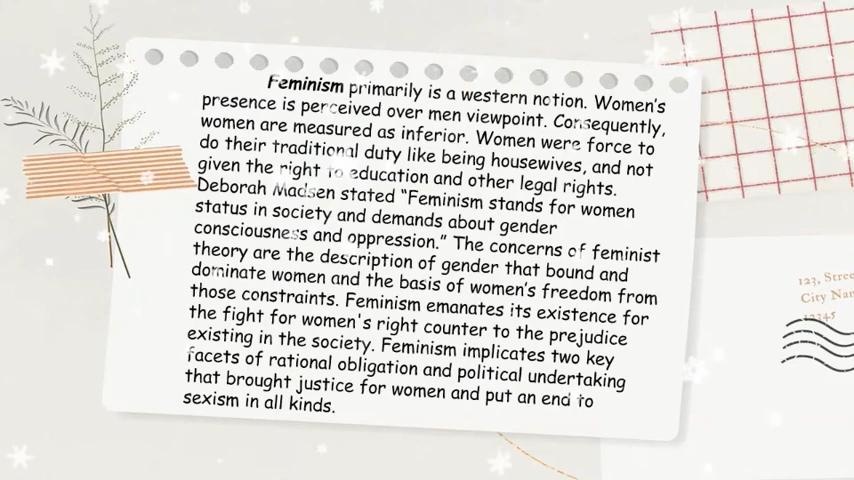 Feminism primarily is a western notion. Women's
presence is perceived over men viewpoint. Consequently,
women are measured as inferior. Women were force to
do their traditional duty like being housewives, and not
given the right to education and other legal rights.
Deborah Madsen stated “Feminism stands for women
status in society and demands about gender
consciousness and oppression.” The concerns of feminist
theory are the description of gender that bound and
dominate women and the basis of women's freedom from
those constraints. Feminism emanates its existence for
the fight for women's right counter to the prejudice
existing in the society. Feminism implicates two key
facets of rational obligation and political undertaking
that brought justice for women and put an end to
sexism in all kinds.
123, Stree
City Nam
12345